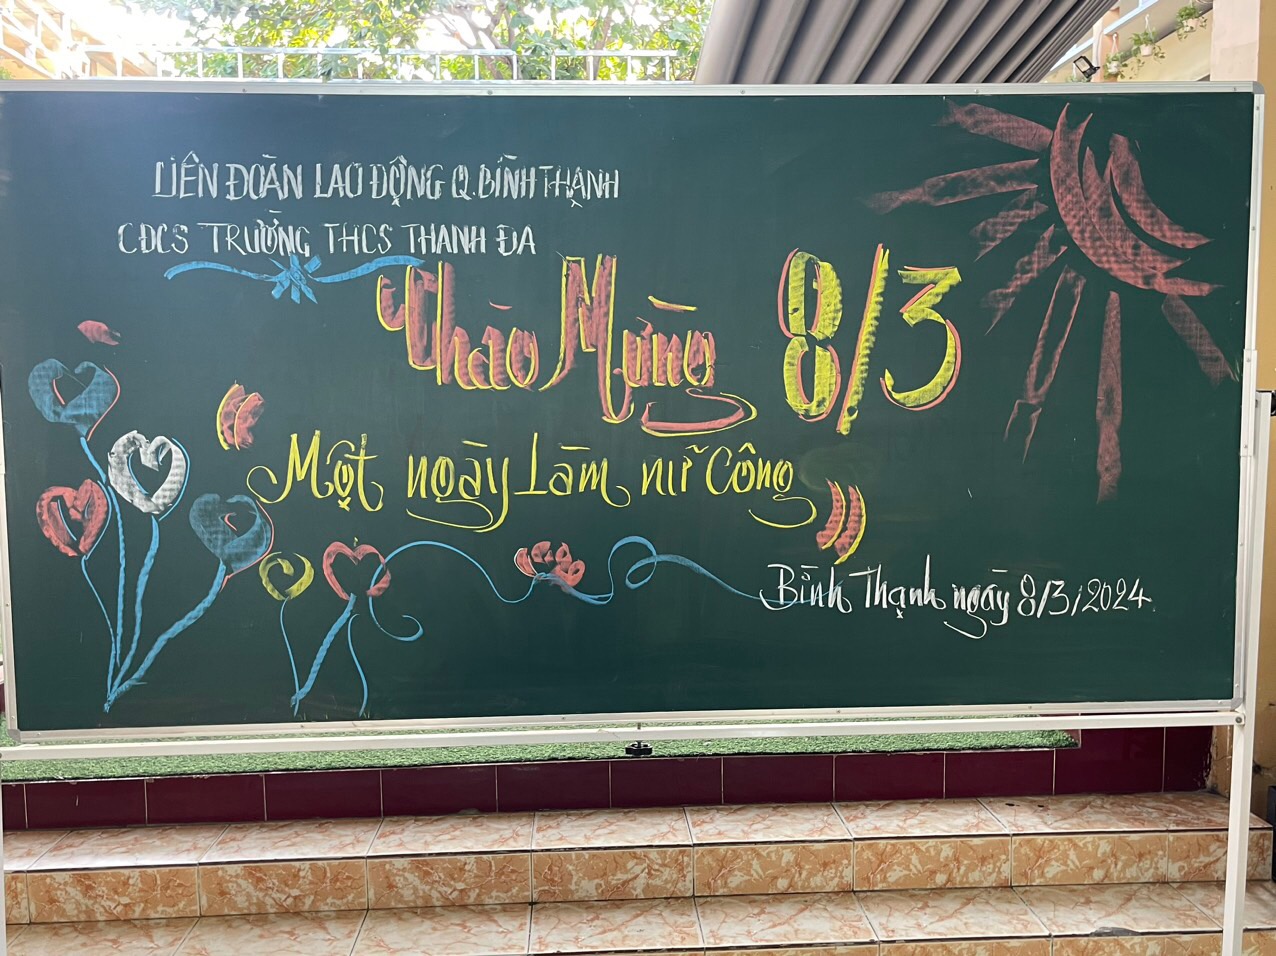 LIÊN ĐOÀN LAO ĐỘNG Q.BÌNH THẠNH
CĐCS TRƯỜNG THCS THANH ĐA
Chào Mừng 8/3
"Một ngày Làm nữ Công"
Bình Thạnh ngày 8/3/2024